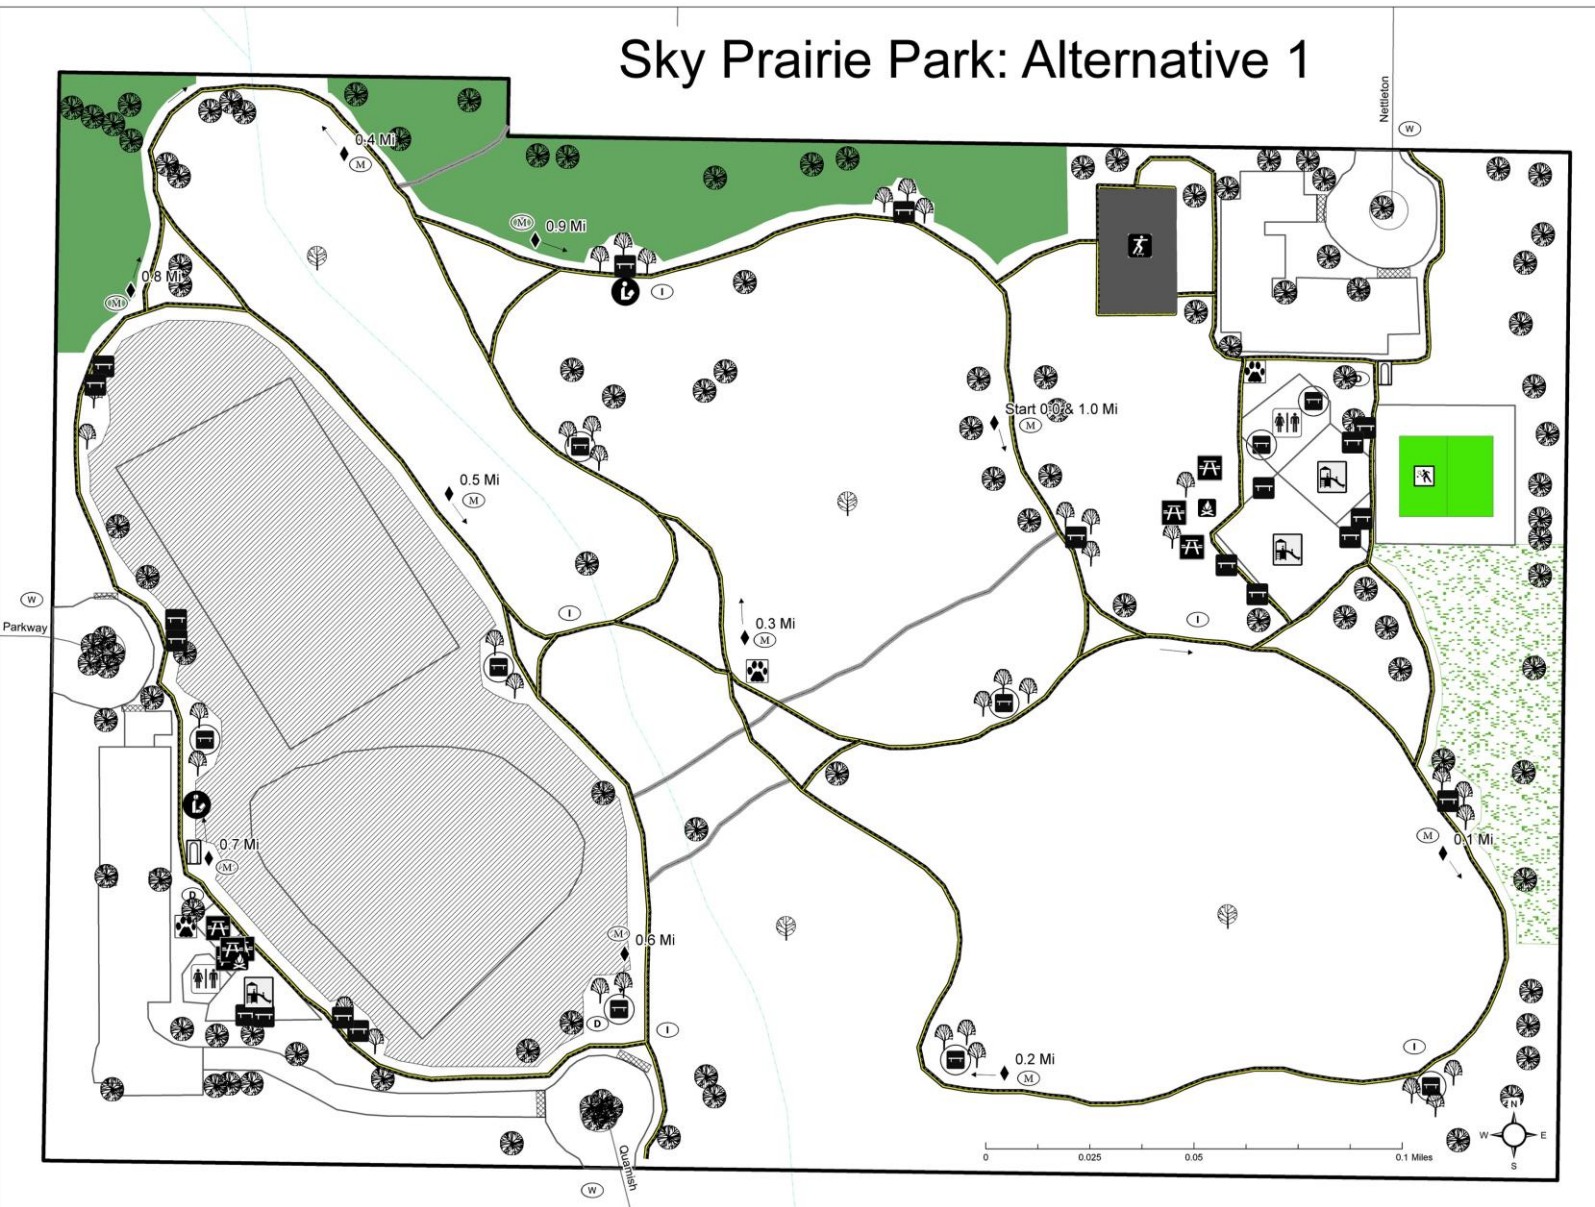 Sky Prairie Park: Alternative 1
Nettleton
W
0.4 Mi
M
M
0.9 Mi
I
0.8 Mi
M
D
Start 0.0 & 1.0 Mi
M
0.5 Mi
M
W
Parkway
I
0.3 Mi
M
I
0.7 Mi
M
M
0.1 Mi
D
M
0.6 Mi
D
I
I
0.2 Mi
M
N
W E
S
0 0.025 0.05 0.1 Miles
Quamish
W